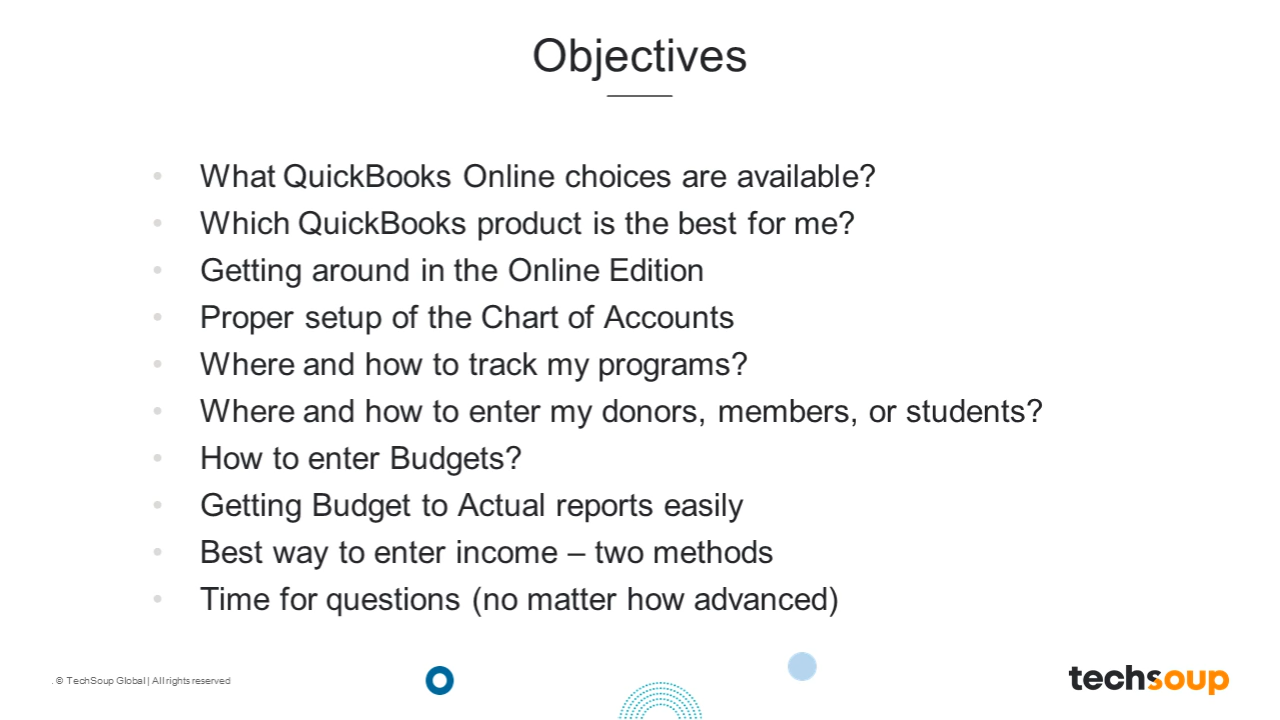 Objectives
• What QuickBooks Online choices are available?
• Which QuickBooks product is the best for me?
• Getting around in the Online Edition
• Proper setup of the Chart of Accounts
• Where and how to track my programs?
• Where and how to enter my donors, members, or students?
• How to enter Budgets?
• Getting Budget to Actual reports easily
• Best way to enter income – two methods
• Time for questions (no matter how advanced)
. © TechSoup Global | All rights reserved
techsoup